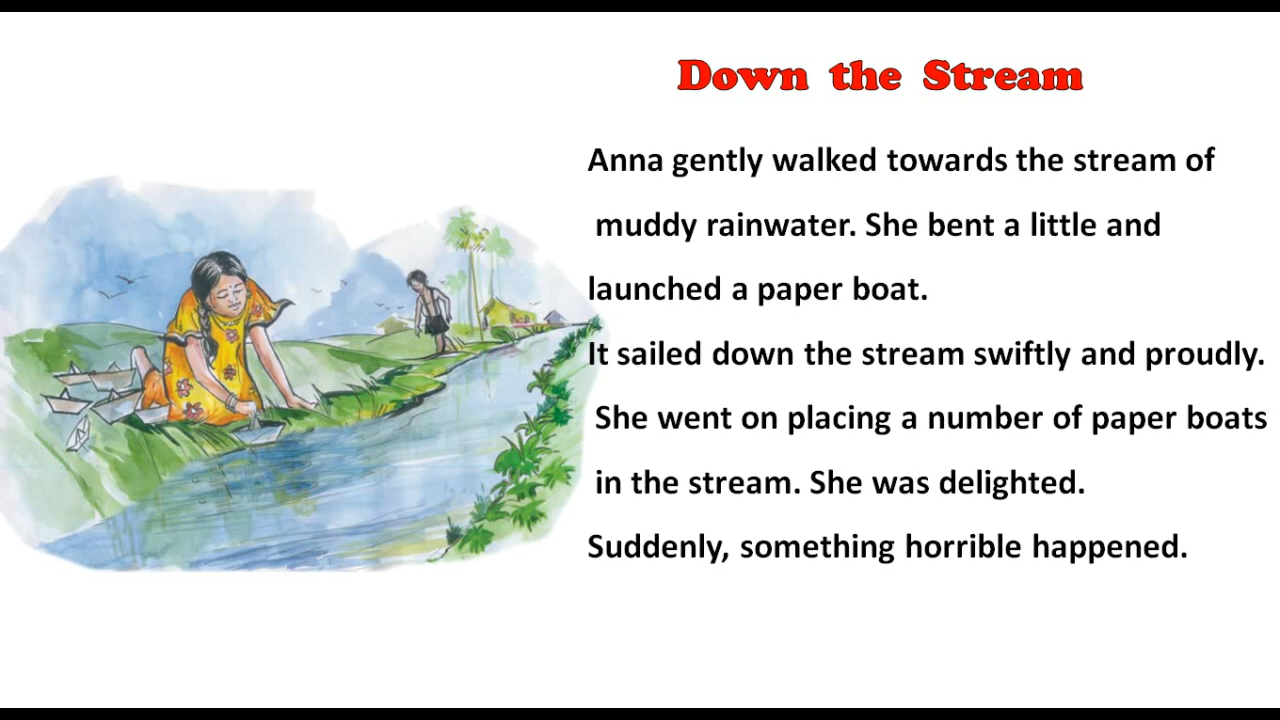 Down the Stream
Anna gently walked towards the stream of
muddy rainwater. She bent a little and
launched a paper boat.
It sailed down the stream swiftly and proudly.
She went on placing a number of paper boats
in the stream. She was delighted.
Suddenly, something horrible happened.